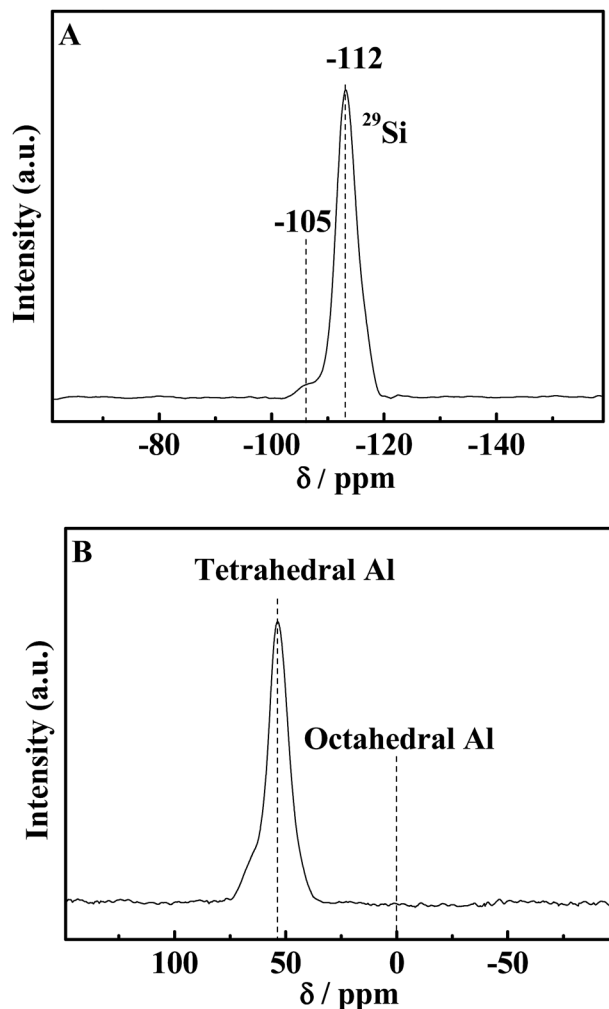 A
-112
²⁹Si
-105
Intensity (a.u.)
-80
-100
-120
-140
δ / ppm
B
Tetrahedral Al
Octahedral Al
Intensity (a.u.)
100
50
0
-50
δ / ppm